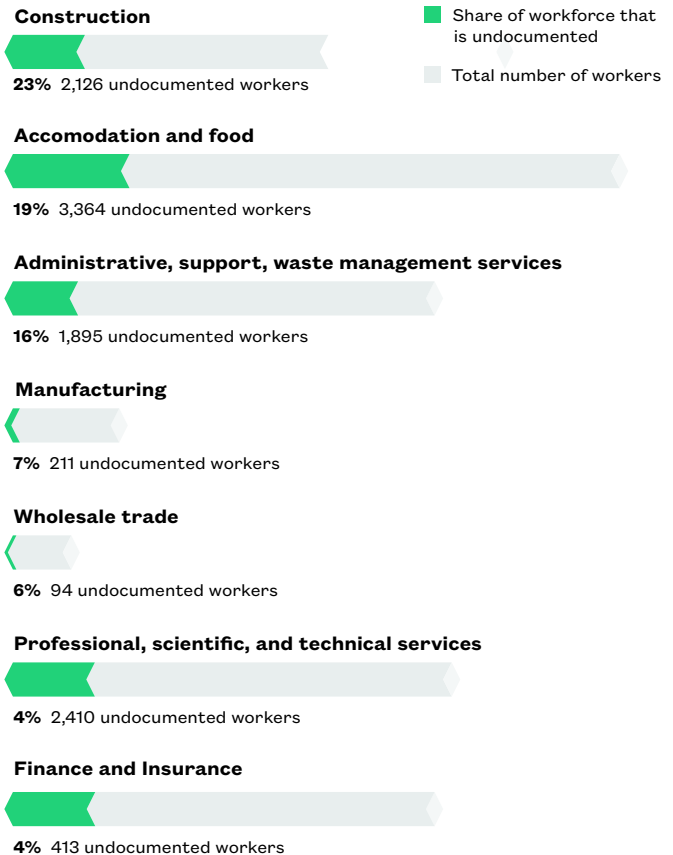 Construction
Share of workforce that
is undocumented
Total number of workers
23% 2,126 undocumented workers
Accomodation and food
19% 3,364 undocumented workers
Administrative, support, waste management services
16% 1,895 undocumented workers
Manufacturing
7% 211 undocumented workers
Wholesale trade
6% 94 undocumented workers
Professional, scientific, and technical services
4% 2,410 undocumented workers
Finance and Insurance
4% 413 undocumented workers